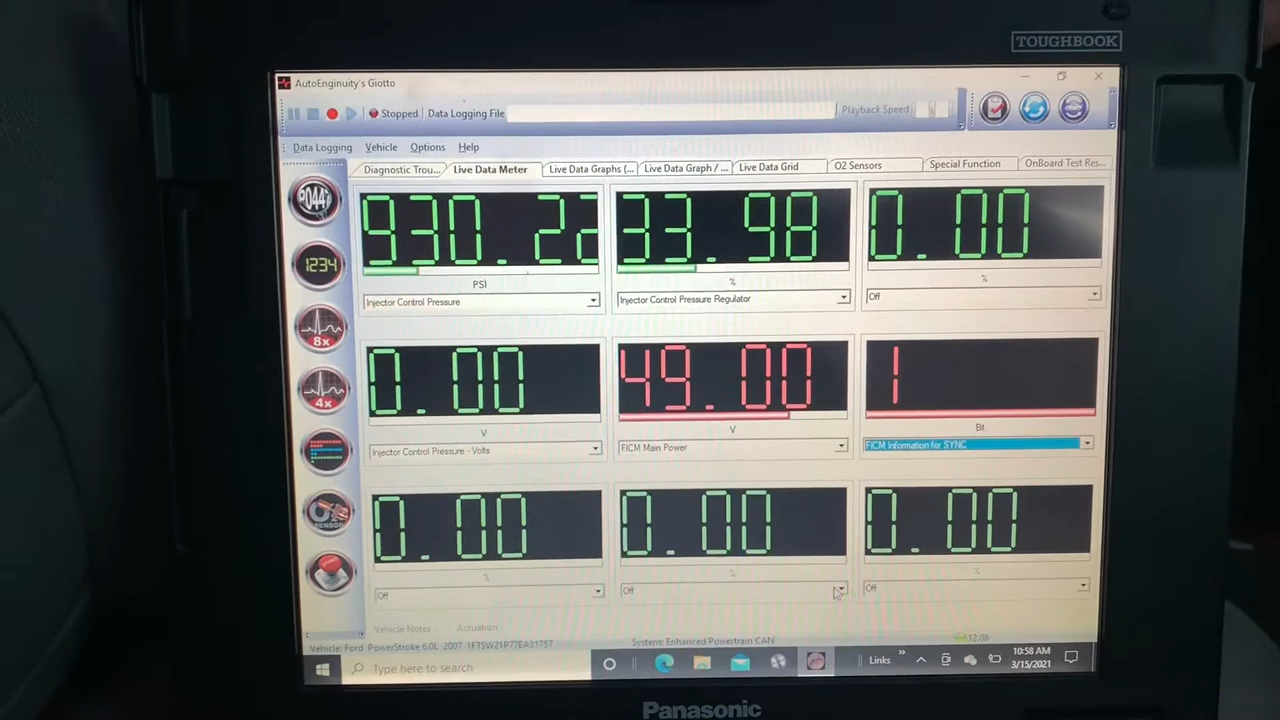 TOUGHBOOK
AutoEnginuity's Giotto
Stopped Data Logging File Playback Speed
Data Logging Vehicle Options Help
Diagnostic Trou... Live Data Meter Live Data Graphs (... Live Data Graph / ... Live Data Grid O2 Sensors Special Function OnBoard Test Res...
P0447
930.22 33.98 0.00
1234
PSI % %
Injector Control Pressure Injector Control Pressure Regulator Off
8x
0.00 49.00 1
4x
V V Bit
Injector Control Pressure - Volts FICM Main Power FICM Information for SYNC
0.00 0.00 0.00
SENSOR
% % %
Off Off Off
Vehicle Notes Actuation
Vehicle: Ford PowerStroke 6.0L 2007 1FTSW21P77EA31757 System: Enhanced Powertrain CAN 12.08
Type here to search Links 10:58 AM
3/15/2021
Panasonic